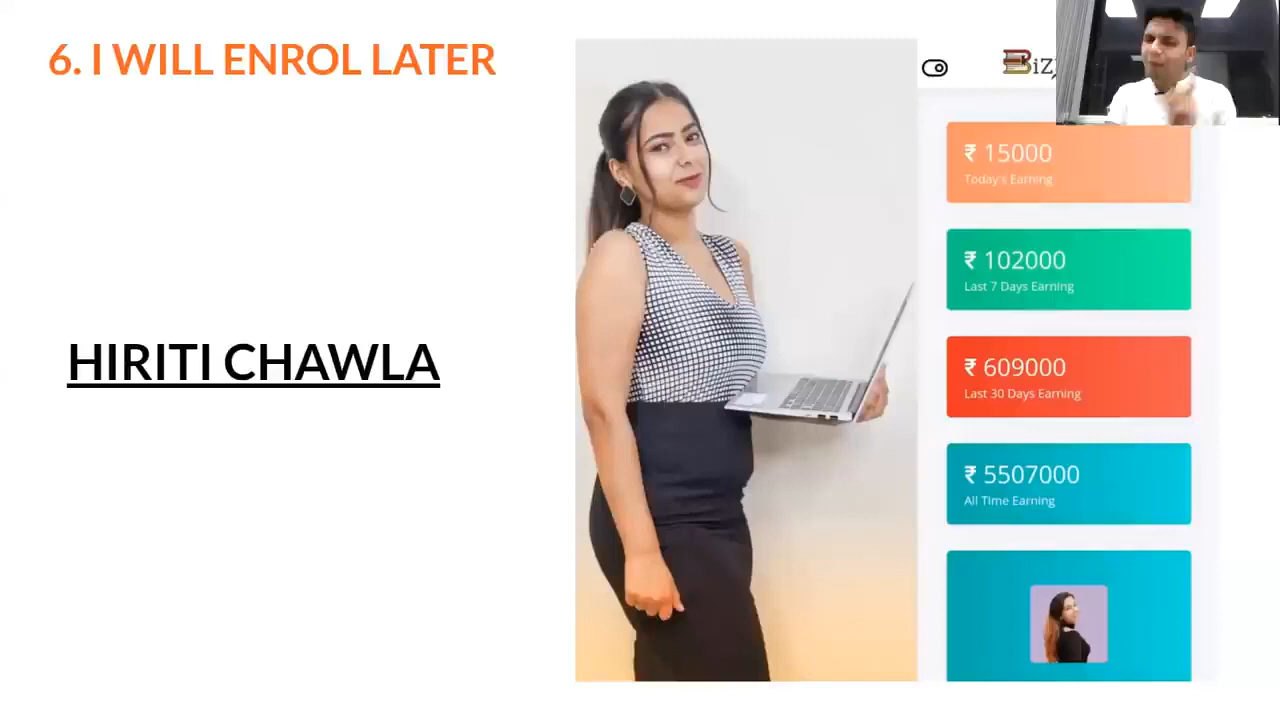 6. I WILL ENROL LATER
HIRITI CHAWLA
₹ 15000
Today's Earning
₹ 102000
Last 7 Days Earning
₹ 609000
Last 30 Days Earning
₹ 5507000
All Time Earning